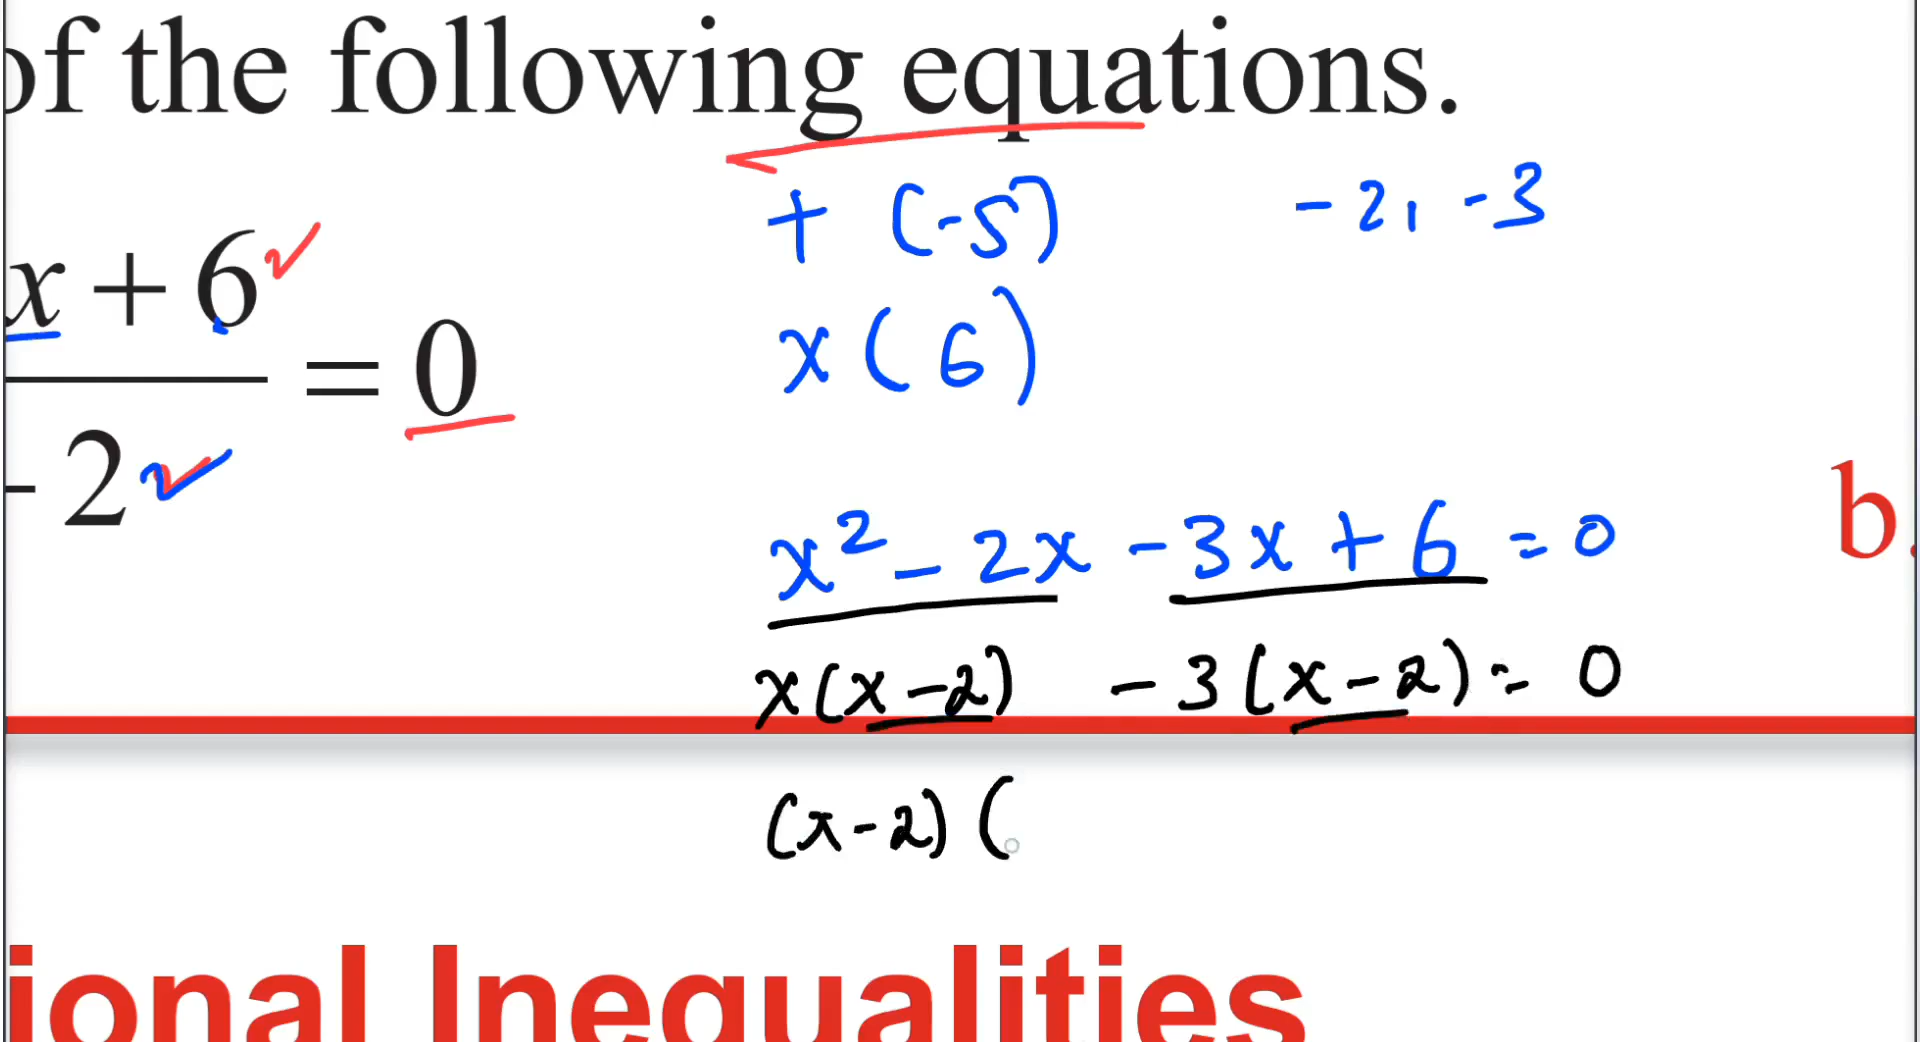 of the following equations.
+ (-5)
-2, -3
x + 6
= 0
- 2
x(6)
x² - 2x - 3x + 6 = 0
b.
x(x-2) - 3(x-2) = 0
(x-2)(
ional Inequalities